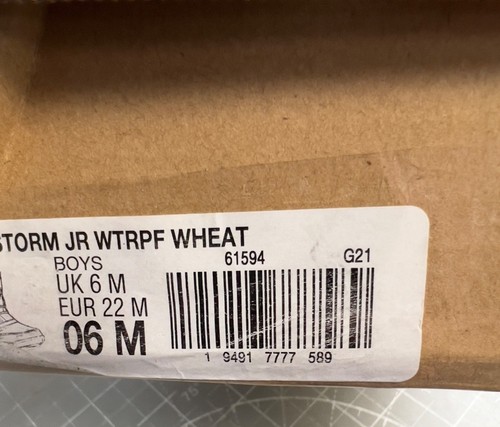 STORM JR WTRPF WHEAT
BOYS
UK 6 M
EUR 22 M
06 M
61594 G21
1 9491 7777 589